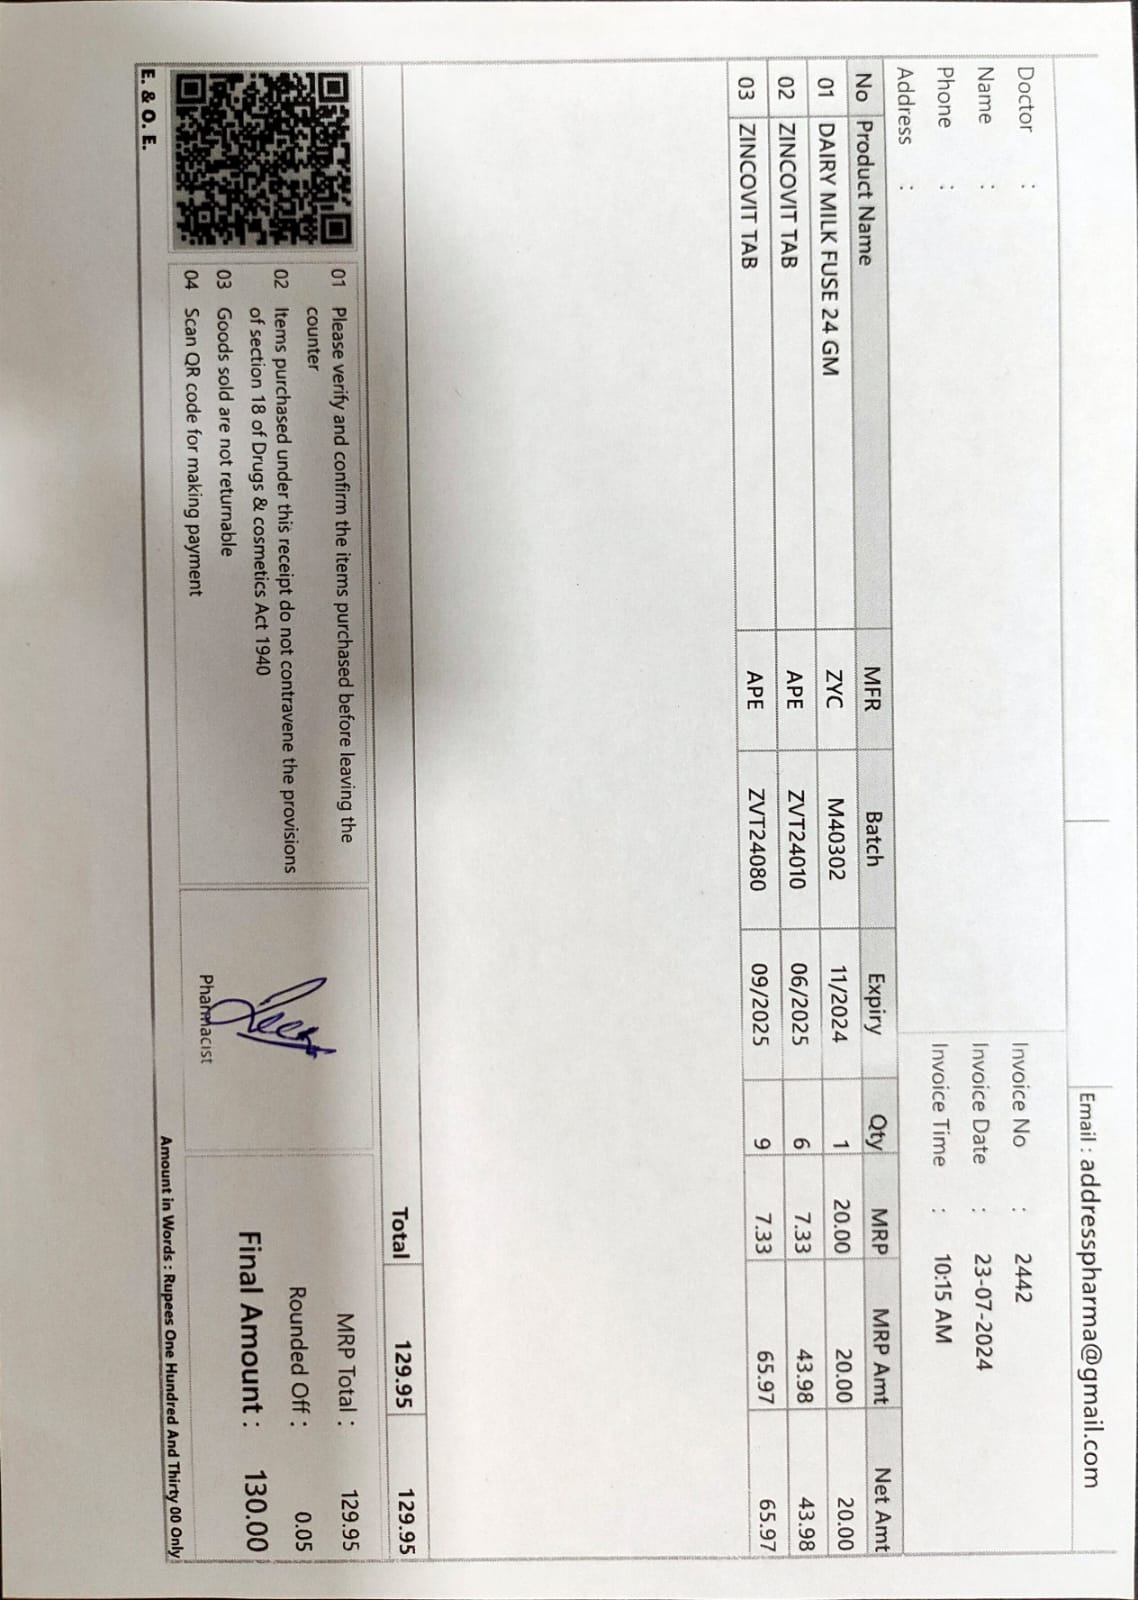 Email : addresspharma@gmail.com
Doctor :
Name :
Phone :
Address :
Invoice No : 2442
Invoice Date : 23-07-2024
Invoice Time : 10:15 AM
No Product Name MFR Batch Expiry Qty MRP MRP Amt Net Amt
01 DAIRY MILK FUSE 24 GM ZYC M40302 11/2024 1 20.00 20.00 20.00
02 ZINCOVIT TAB APE ZVT24010 06/2025 6 7.33 43.98 43.98
03 ZINCOVIT TAB APE ZVT24080 09/2025 9 7.33 65.97 65.97
Total 129.95 129.95
01 Please verify and confirm the items purchased before leaving the
counter
02 Items purchased under this receipt do not contravene the provisions
of section 18 of Drugs & cosmetics Act 1940
03 Goods sold are not returnable
04 Scan QR code for making payment
Pharmacist
MRP Total : 129.95
Rounded Off : 0.05
Final Amount : 130.00
Amount in Words : Rupees One Hundred And Thirty 00 Only
E. & O. E.